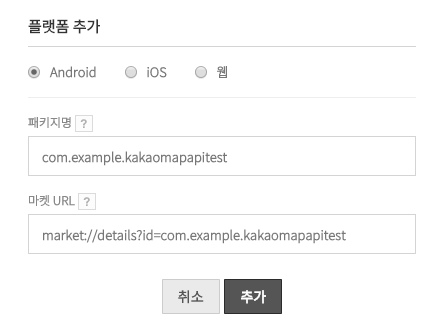 플랫폼 추가
Android iOS 웹
패키지명 ?
com.example.kakaomapapitest
마켓 URL ?
market://details?id=com.example.kakaomapapitest
취소 추가